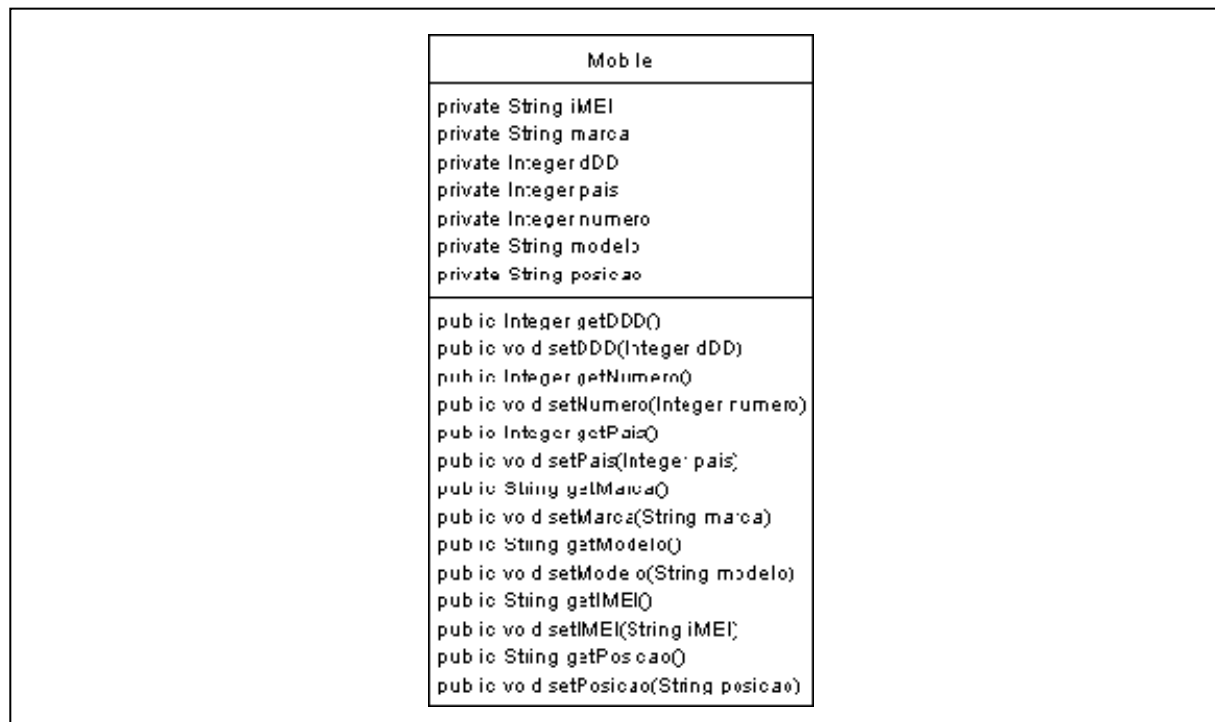 Mobile
private String iMEI
private String marca
private Integer dDD
private Integer pais
private Integer numero
private String modelo
private String posicao
public Integer getDDD()
public void setDDD(Integer dDD)
public Integer getNumero()
public void setNumero(Integer numero)
public Integer getPais()
public void setPais(Integer pais)
public String getMarca()
public void setMarca(String marca)
public String getModelo()
public void setModelo(String modelo)
public String getIMEI()
public void setIMEI(String iMEI)
public String getPosicao()
public void setPosicao(String posicao)